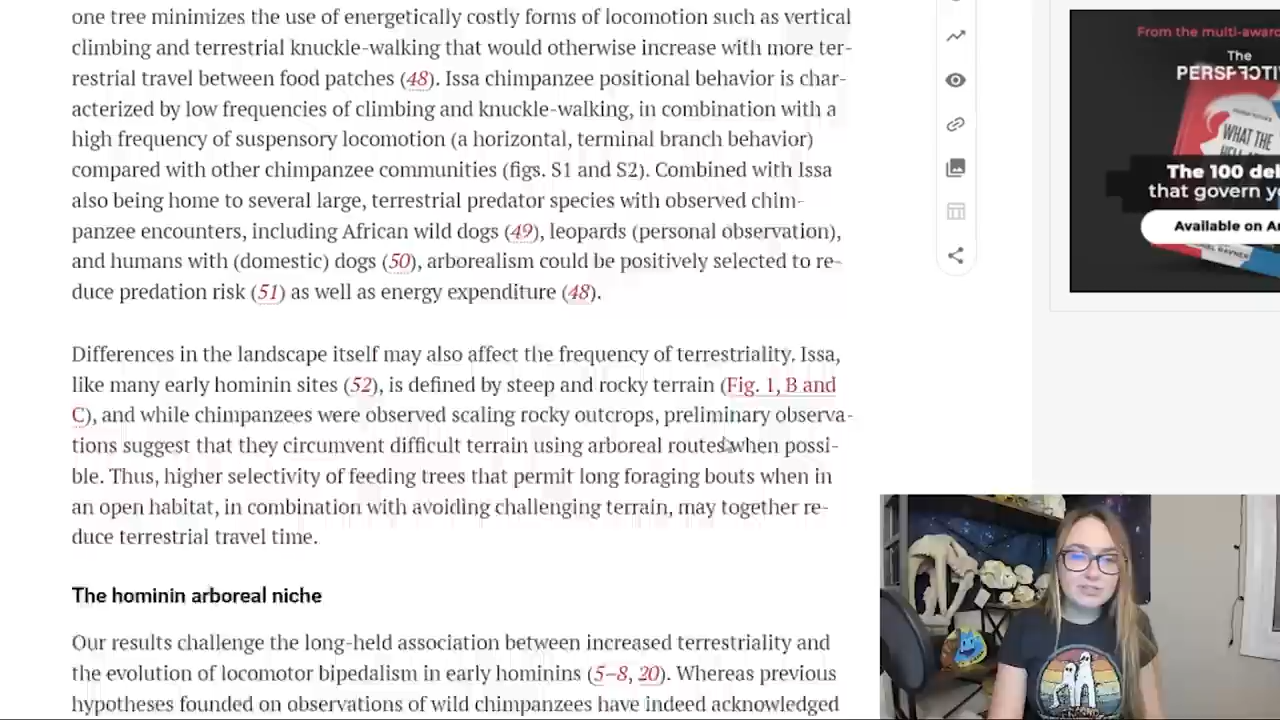 one tree minimizes the use of energetically costly forms of locomotion such as vertical
climbing and terrestrial knuckle-walking that would otherwise increase with more ter-
restrial travel between food patches (48). Issa chimpanzee positional behavior is char-
acterized by low frequencies of climbing and knuckle-walking, in combination with a
high frequency of suspensory locomotion (a horizontal, terminal branch behavior)
compared with other chimpanzee communities (figs. S1 and S2). Combined with Issa
also being home to several large, terrestrial predator species with observed chim-
panzee encounters, including African wild dogs (49), leopards (personal observation),
and humans with (domestic) dogs (50), arborealism could be positively selected to re-
duce predation risk (51) as well as energy expenditure (48).
Differences in the landscape itself may also affect the frequency of terrestriality. Issa,
like many early hominin sites (52), is defined by steep and rocky terrain (Fig. 1, B and
C), and while chimpanzees were observed scaling rocky outcrops, preliminary observa-
tions suggest that they circumvent difficult terrain using arboreal routes when possi-
ble. Thus, higher selectivity of feeding trees that permit long foraging bouts when in
an open habitat, in combination with avoiding challenging terrain, may together re-
duce terrestrial travel time.
The hominin arboreal niche
Our results challenge the long-held association between increased terrestriality and
the evolution of locomotor bipedalism in early hominins (5–8, 20). Whereas previous
hypotheses founded on observations of wild chimpanzees have indeed acknowledged
From the multi-awar
The
WHAT THE
The 100 de
that govern y
Available on A